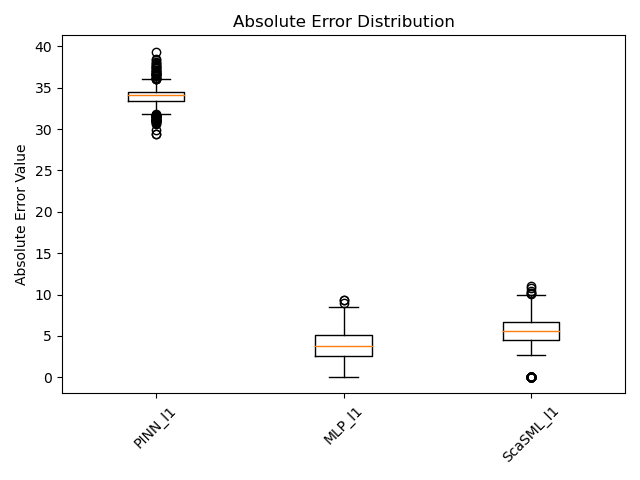 Absolute Error Distribution
Absolute Error Value
40
35
30
25
20
15
10
5
0
PINN_l1
MLP_l1
ScaSML_l1